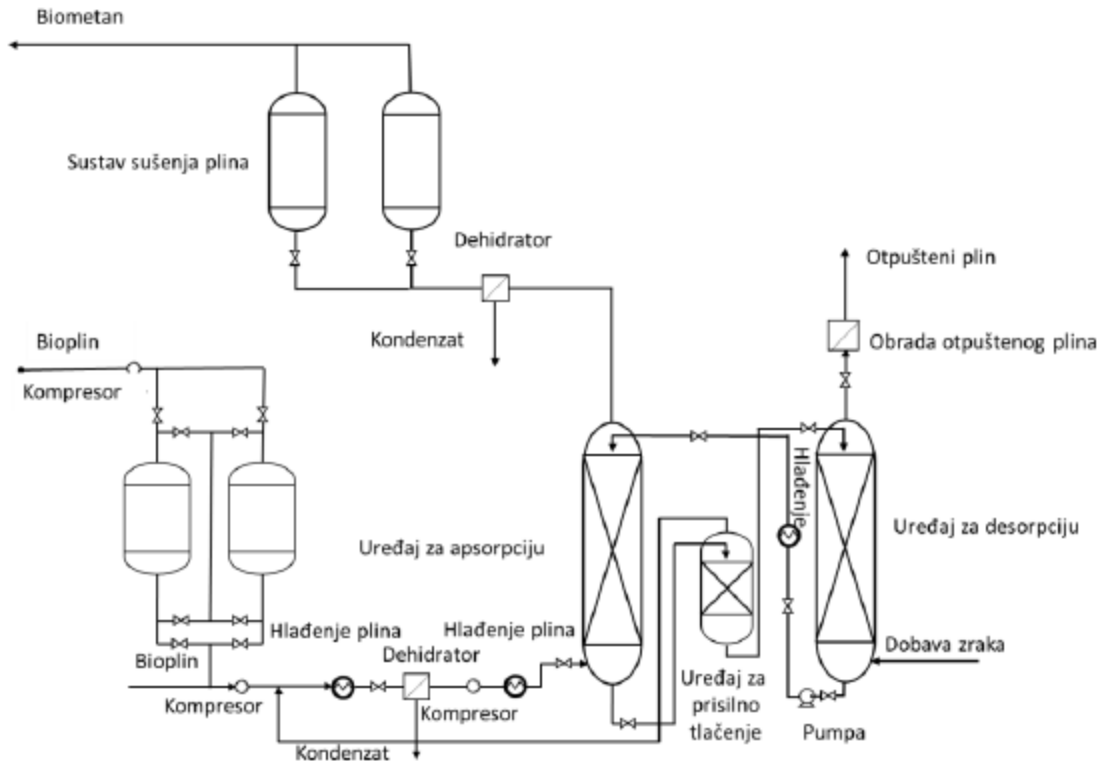 Biometan
Sustav sušenja plina
Dehidrator
Otpušteni plin
Kondenzat
Bioplin
Obrada otpuštenog plina
Kompresor
Hlađenje
Uređaj za apsorpciju
Uređaj za desorpciju
Hlađenje plina
Hlađenje plina
Bioplin
Dehidrator
Dobava zraka
Kompresor
Kompresor
Uređaj za
prisilno
tlačenje
Pumpa
Kondenzat